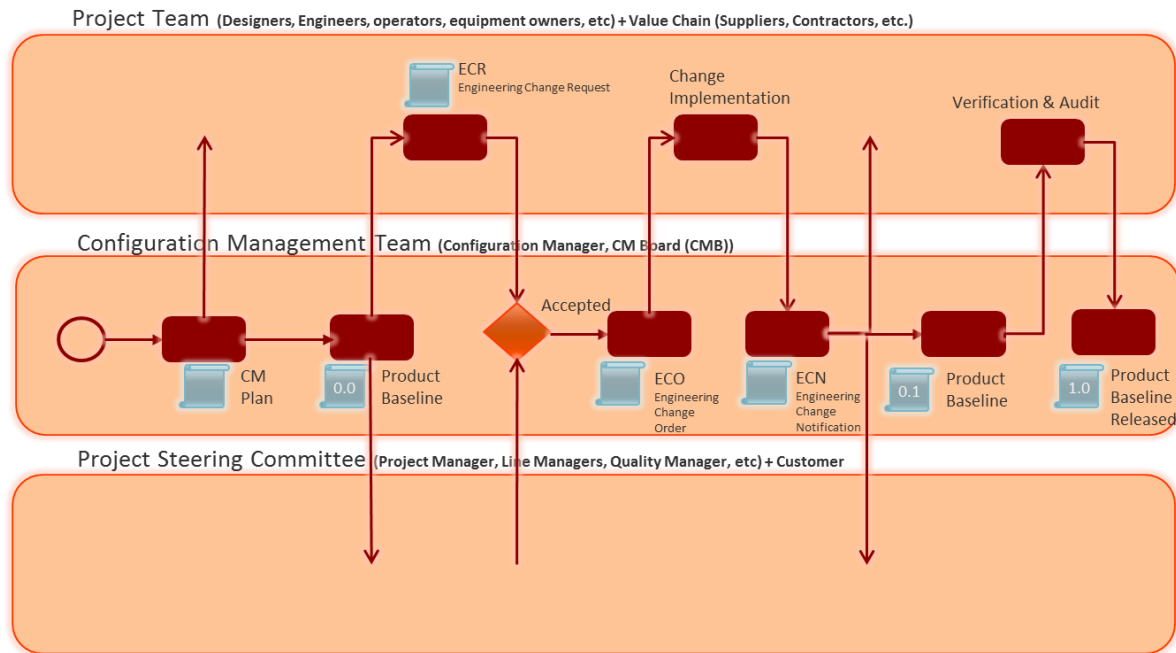 Project Team (Designers, Engineers, operators, equipment owners, etc) + Value Chain (Suppliers, Contractors, etc.)
ECR
Engineering Change Request
Change
Implementation
Verification & Audit
Configuration Management Team (Configuration Manager, CM Board (CMB))
Accepted
CM
Plan
0.0
Product
Baseline
ECO
Engineering
Change
Order
ECN
Engineering
Change
Notification
0.1
Product
Baseline
1.0
Product
Baseline
Released
Project Steering Committee (Project Manager, Line Managers, Quality Manager, etc) + Customer